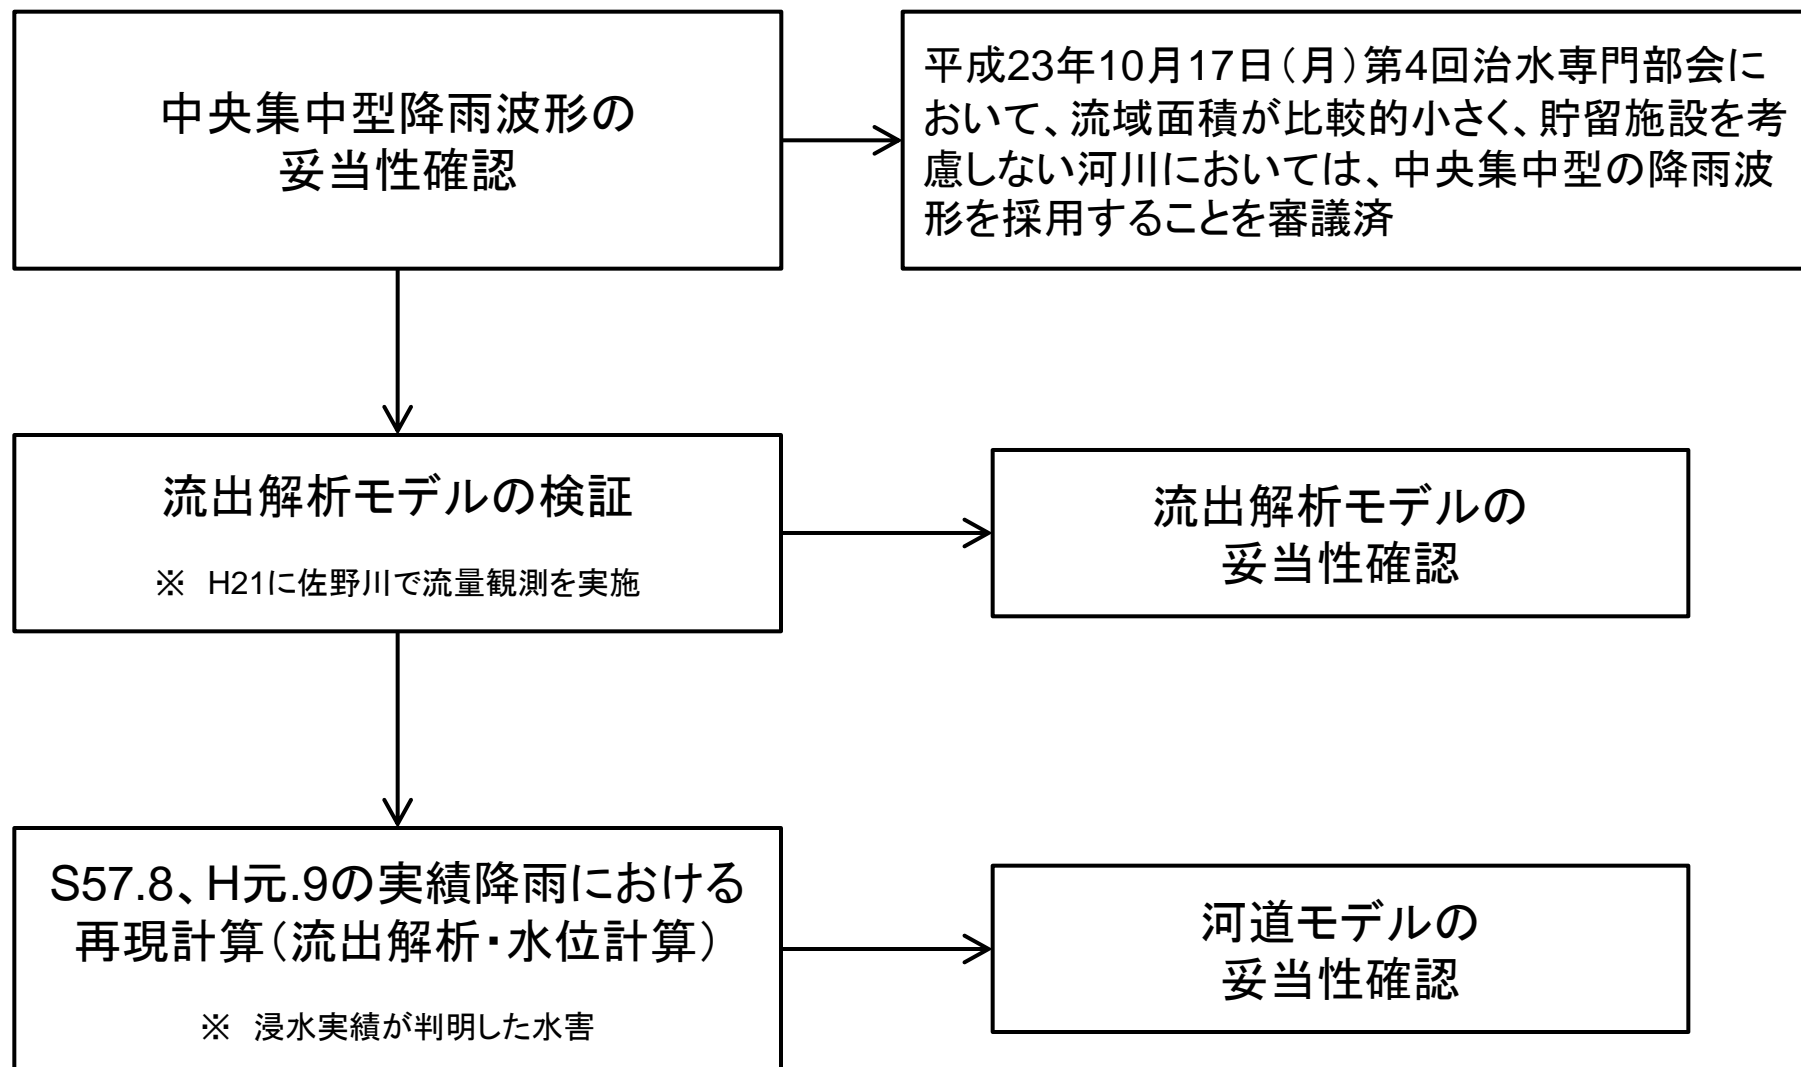 中央集中型降雨波形の
妥当性確認
平成23年10月17日（月）第4回治水専門部会に
おいて、流域面積が比較的小さく、貯留施設を考
慮しない河川においては、中央集中型の降雨波
形を採用することを審議済
流出解析モデルの検証
※　H21に佐野川で流量観測を実施
流出解析モデルの
妥当性確認
S57.8、H元.9の実績降雨における
再現計算（流出解析・水位計算）
※　浸水実績が判明した水害
河道モデルの
妥当性確認